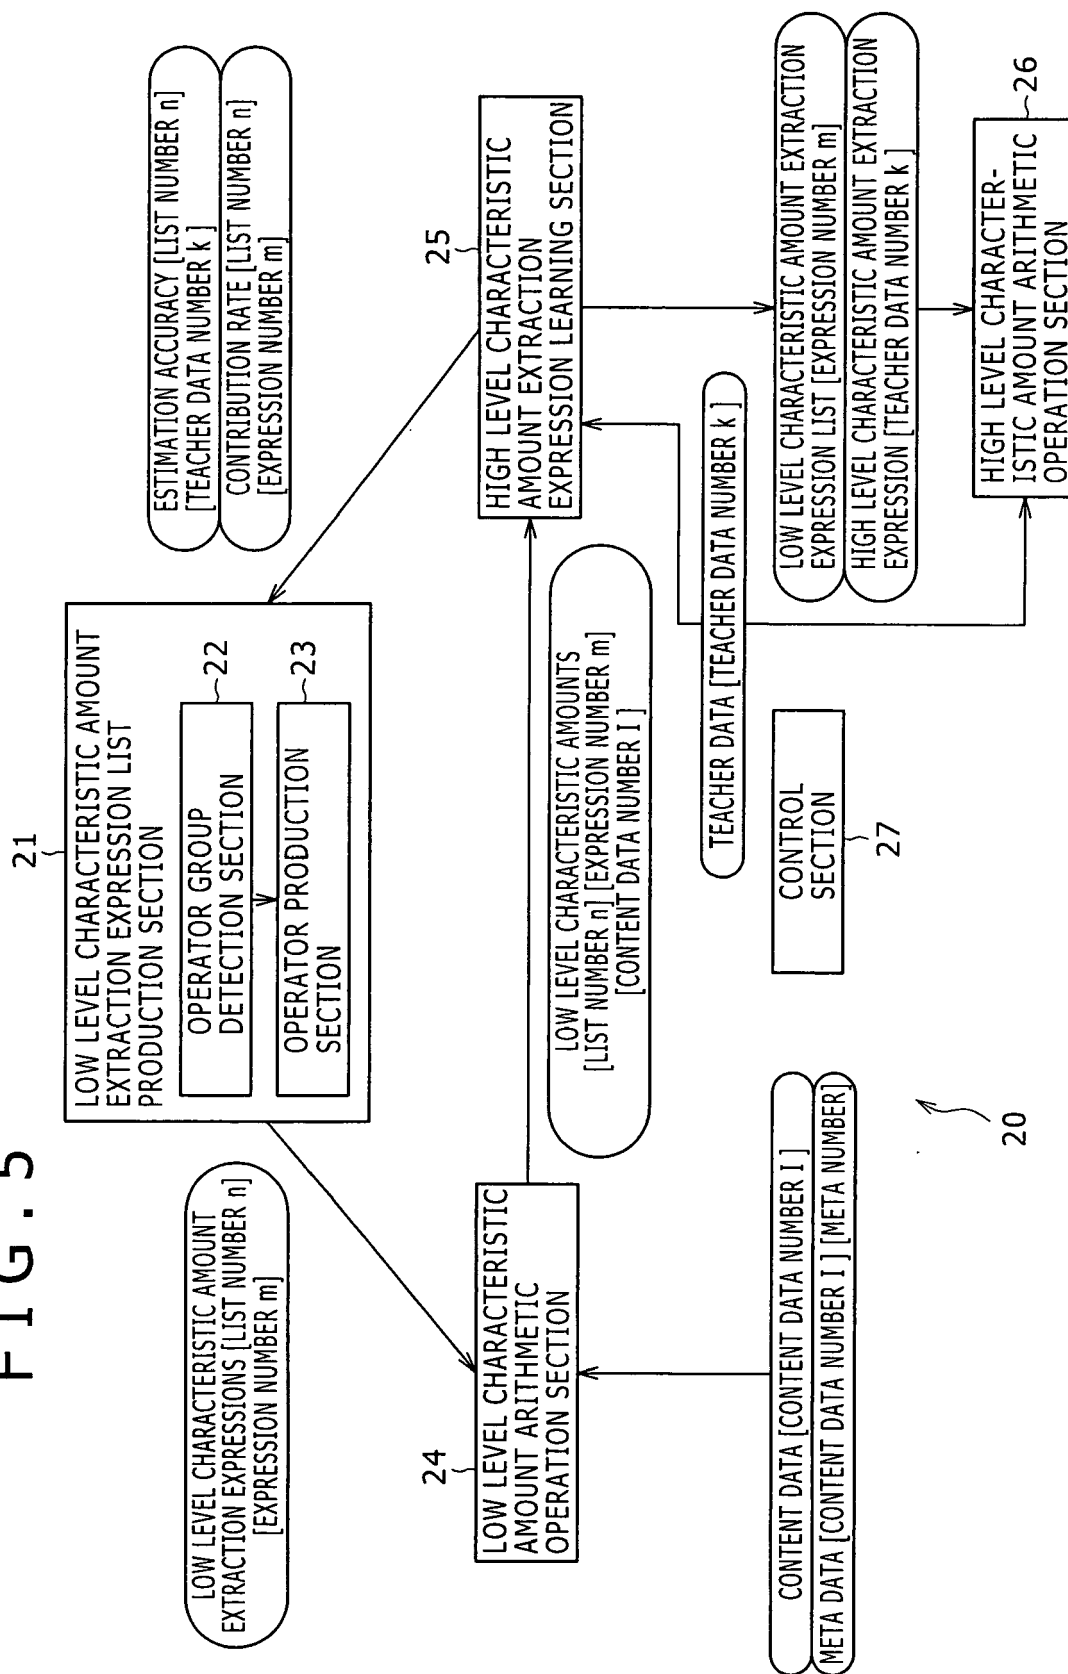 FIG.5
21
LOW LEVEL CHARACTERISTIC AMOUNT
EXTRACTION EXPRESSION LIST
PRODUCTION SECTION
OPERATOR GROUP
DETECTION SECTION
22
OPERATOR PRODUCTION
SECTION
23
LOW LEVEL CHARACTERISTIC AMOUNT
EXTRACTION EXPRESSIONS [LIST NUMBER n]
[EXPRESSION NUMBER m]
ESTIMATION ACCURACY [LIST NUMBER n]
[TEACHER DATA NUMBER k ]
CONTRIBUTION RATE [LIST NUMBER n]
[EXPRESSION NUMBER m]
24
LOW LEVEL CHARACTERISTIC
AMOUNT ARITHMETIC
OPERATION SECTION
LOW LEVEL CHARACTERISTIC AMOUNTS
[LIST NUMBER n] [EXPRESSION NUMBER m]
[CONTENT DATA NUMBER I ]
25
HIGH LEVEL CHARACTERISTIC
AMOUNT EXTRACTION
EXPRESSION LEARNING SECTION
TEACHER DATA [TEACHER DATA NUMBER k ]
CONTENT DATA [CONTENT DATA NUMBER I ]
META DATA [CONTENT DATA NUMBER I ] [META NUMBER]
CONTROL
SECTION
27
LOW LEVEL CHARACTERISTIC AMOUNT EXTRACTION
EXPRESSION LIST [EXPRESSION NUMBER m]
HIGH LEVEL CHARACTERISTIC AMOUNT EXTRACTION
EXPRESSION [TEACHER DATA NUMBER k ]
20
HIGH LEVEL CHARACTER-
ISTIC AMOUNT ARITHMETIC
OPERATION SECTION
26